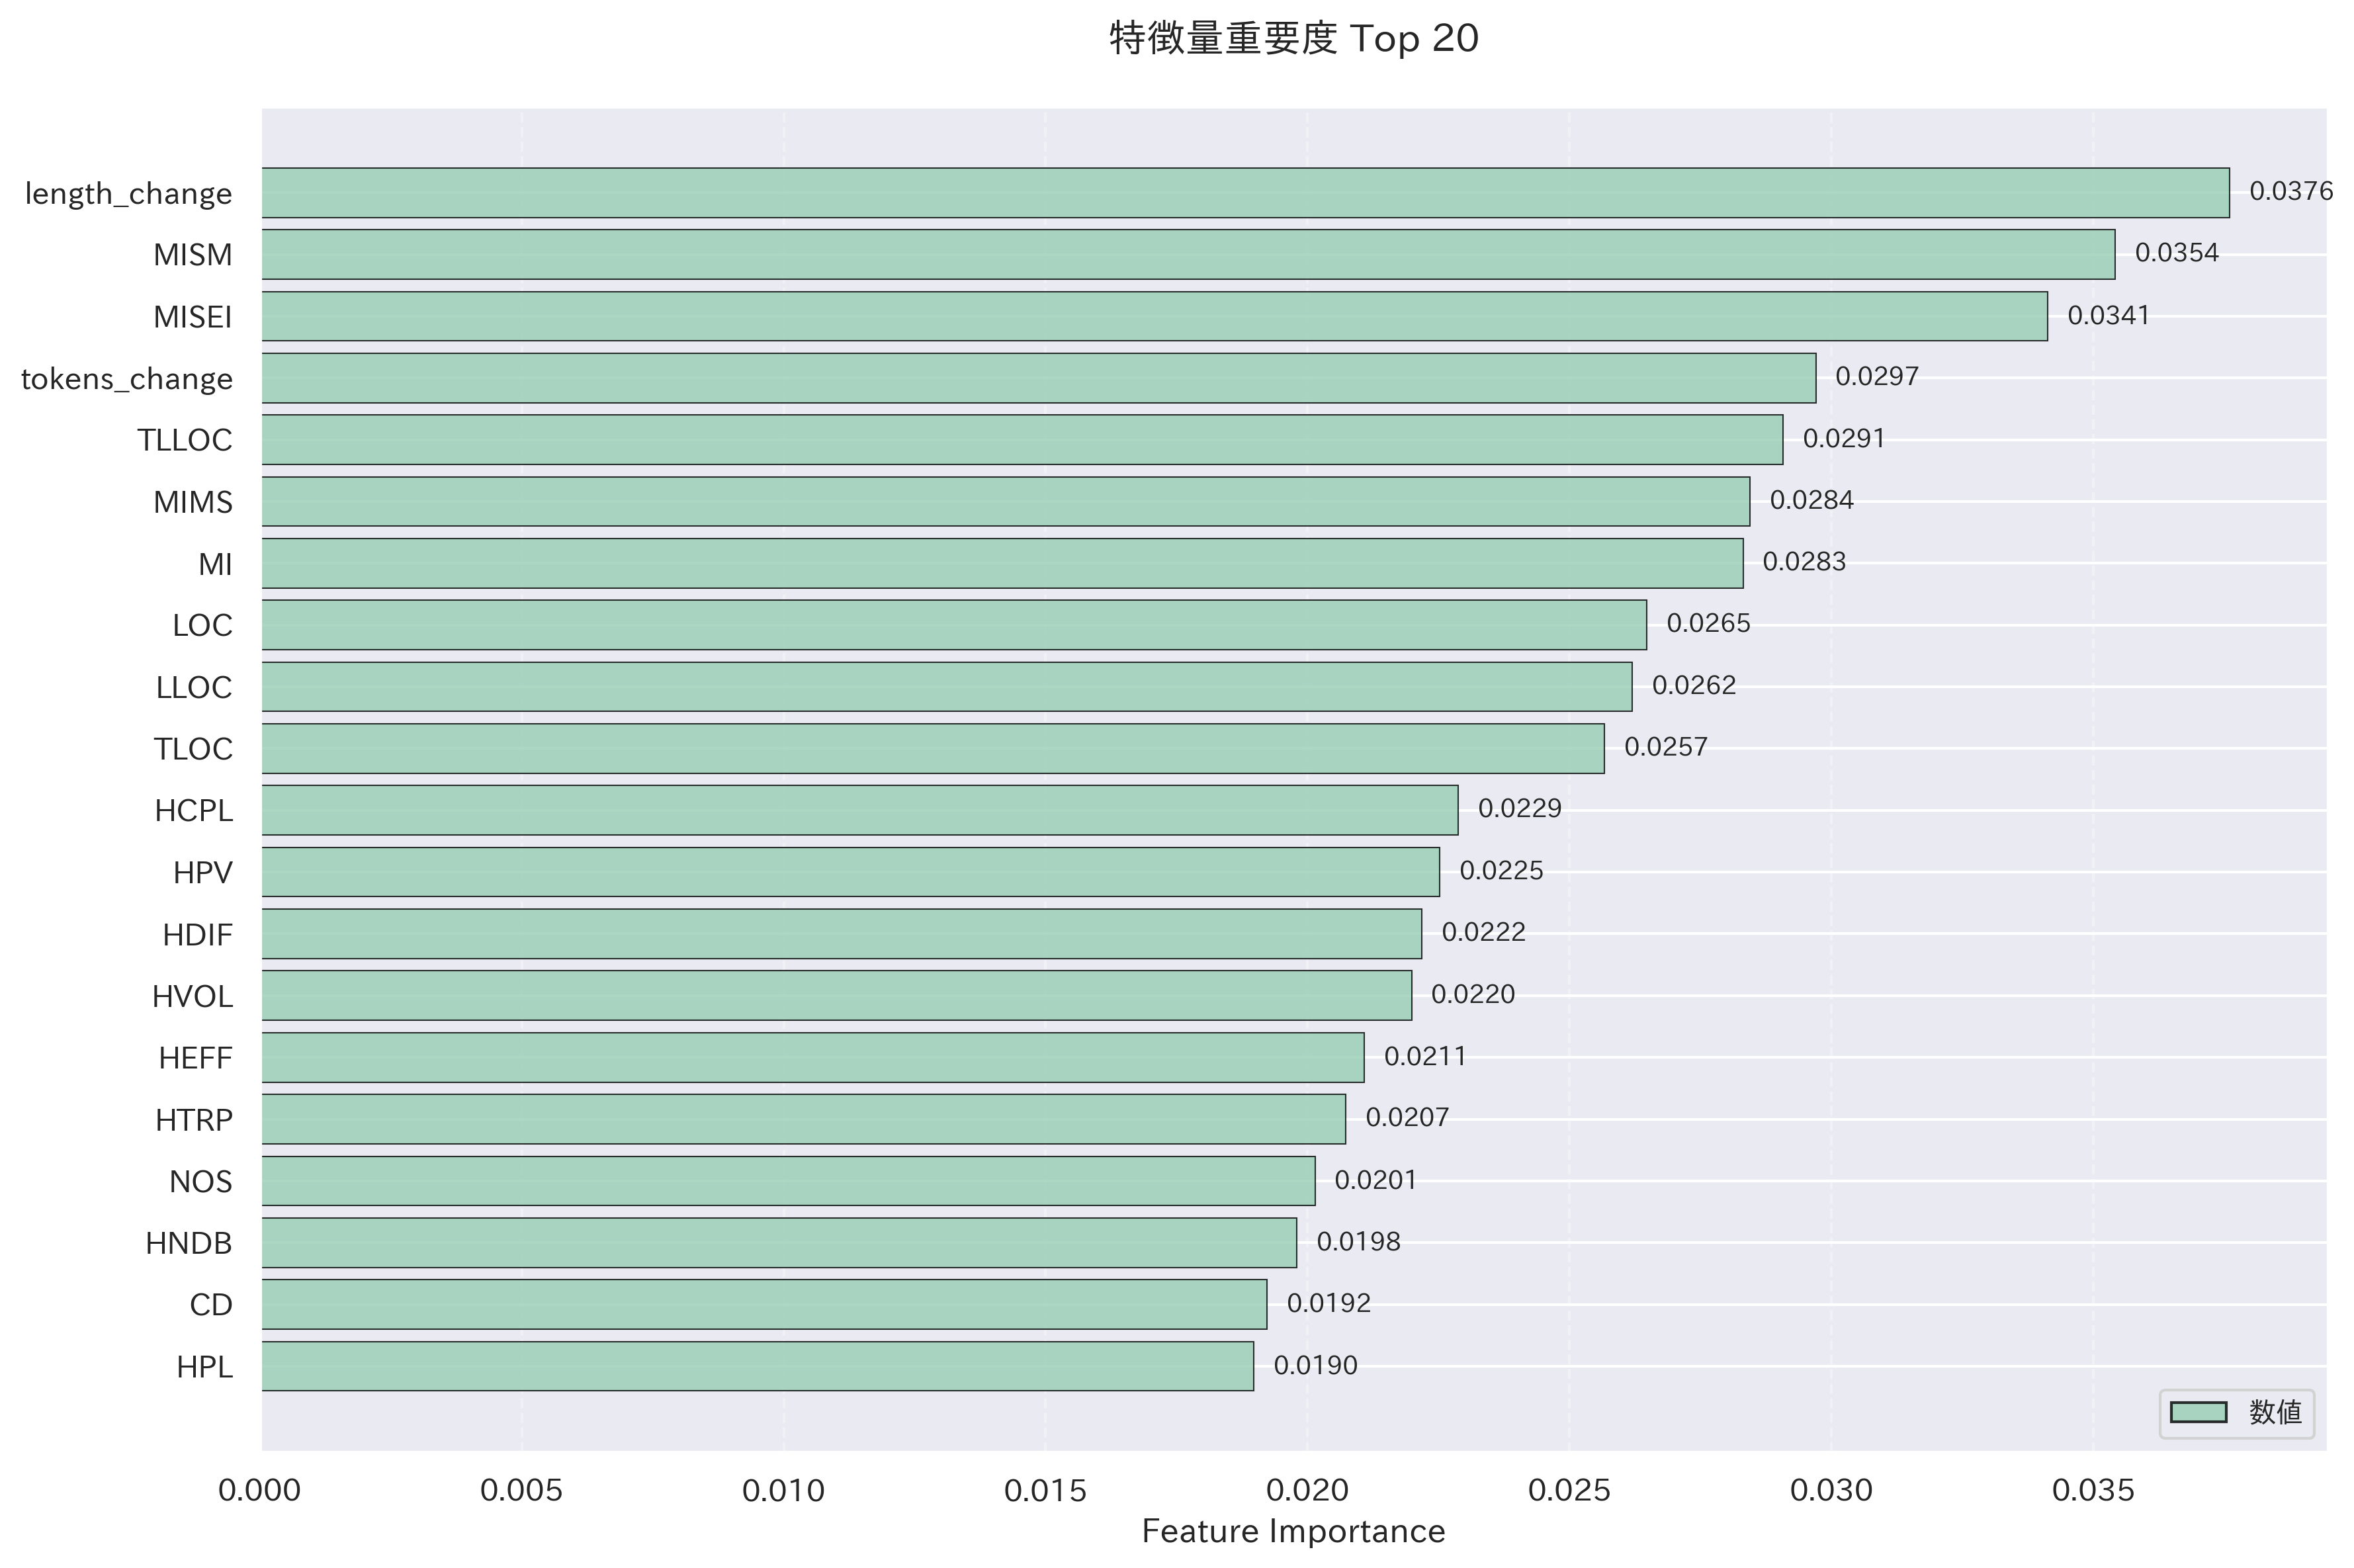 特徴量重要度 Top 20
length_change 0.0376
MISM 0.0354
MISEI 0.0341
tokens_change 0.0297
TLLOC 0.0291
MIMS 0.0284
MI 0.0283
LOC 0.0265
LLOC 0.0262
TLOC 0.0257
HCPL 0.0229
HPV 0.0225
HDIF 0.0222
HVOL 0.0220
HEFF 0.0211
HTRP 0.0207
NOS 0.0201
HNDB 0.0198
CD 0.0192
HPL 0.0190
数値
0.000 0.005 0.010 0.015 0.020 0.025 0.030 0.035
Feature Importance